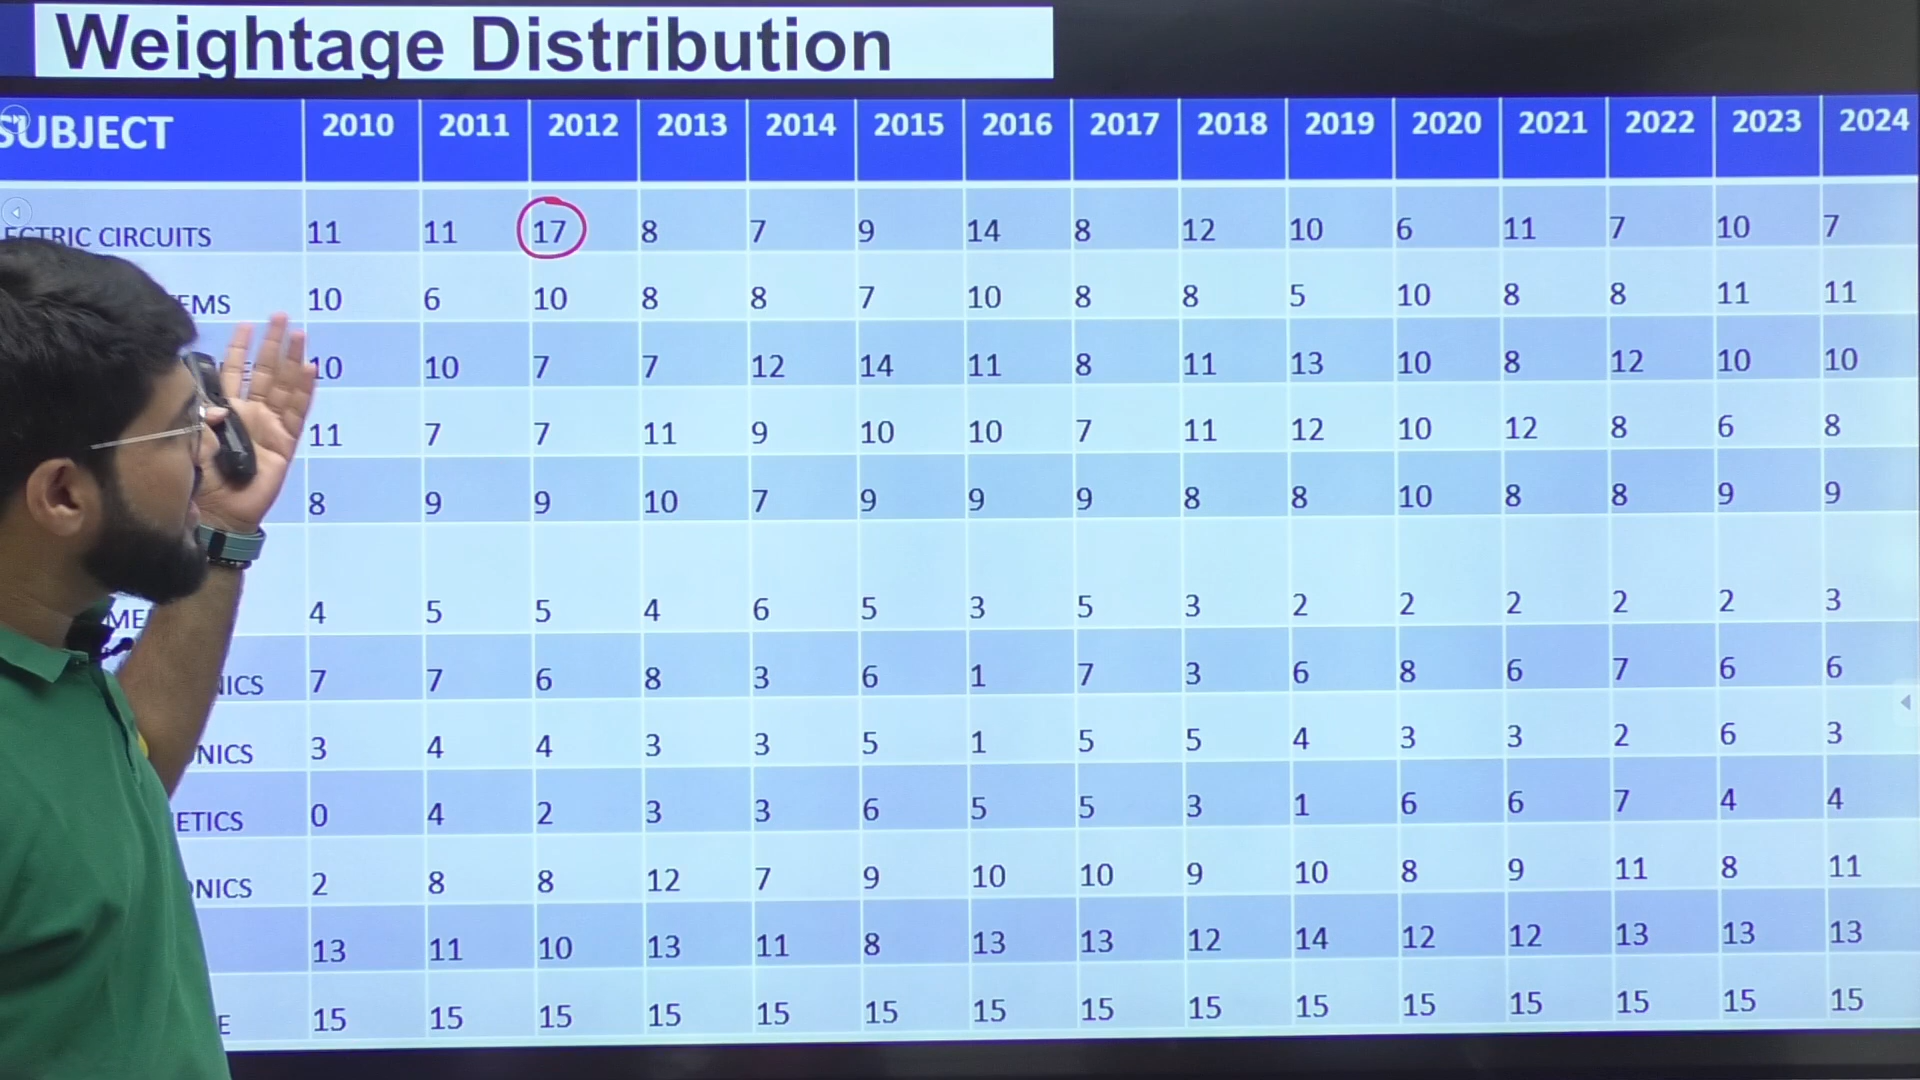 Weightage Distribution
SUBJECT 2010 2011 2012 2013 2014 2015 2016 2017 2018 2019 2020 2021 2022 2023 2024
ECTRIC CIRCUITS 11 11 17 8 7 9 14 8 12 10 6 11 7 10 7
EMS 10 6 10 8 8 7 10 8 8 5 10 8 8 11 11
10 10 7 7 12 14 11 8 11 13 10 8 12 10 10
11 7 7 11 9 10 10 7 11 12 10 12 8 6 8
8 9 9 10 7 9 9 9 8 8 10 8 8 9 9
ME 4 5 5 4 6 5 3 5 3 2 2 2 2 2 3
NICS 7 7 6 8 3 6 1 7 3 6 8 6 7 6 6
NICS 3 4 4 3 3 5 1 5 5 4 3 3 2 6 3
ETICS 0 4 2 3 3 6 5 5 3 1 6 6 7 4 4
ONICS 2 8 8 12 7 9 10 10 9 10 8 9 11 8 11
13 11 10 13 11 8 13 13 12 14 12 12 13 13 13
E 15 15 15 15 15 15 15 15 15 15 15 15 15 15 15